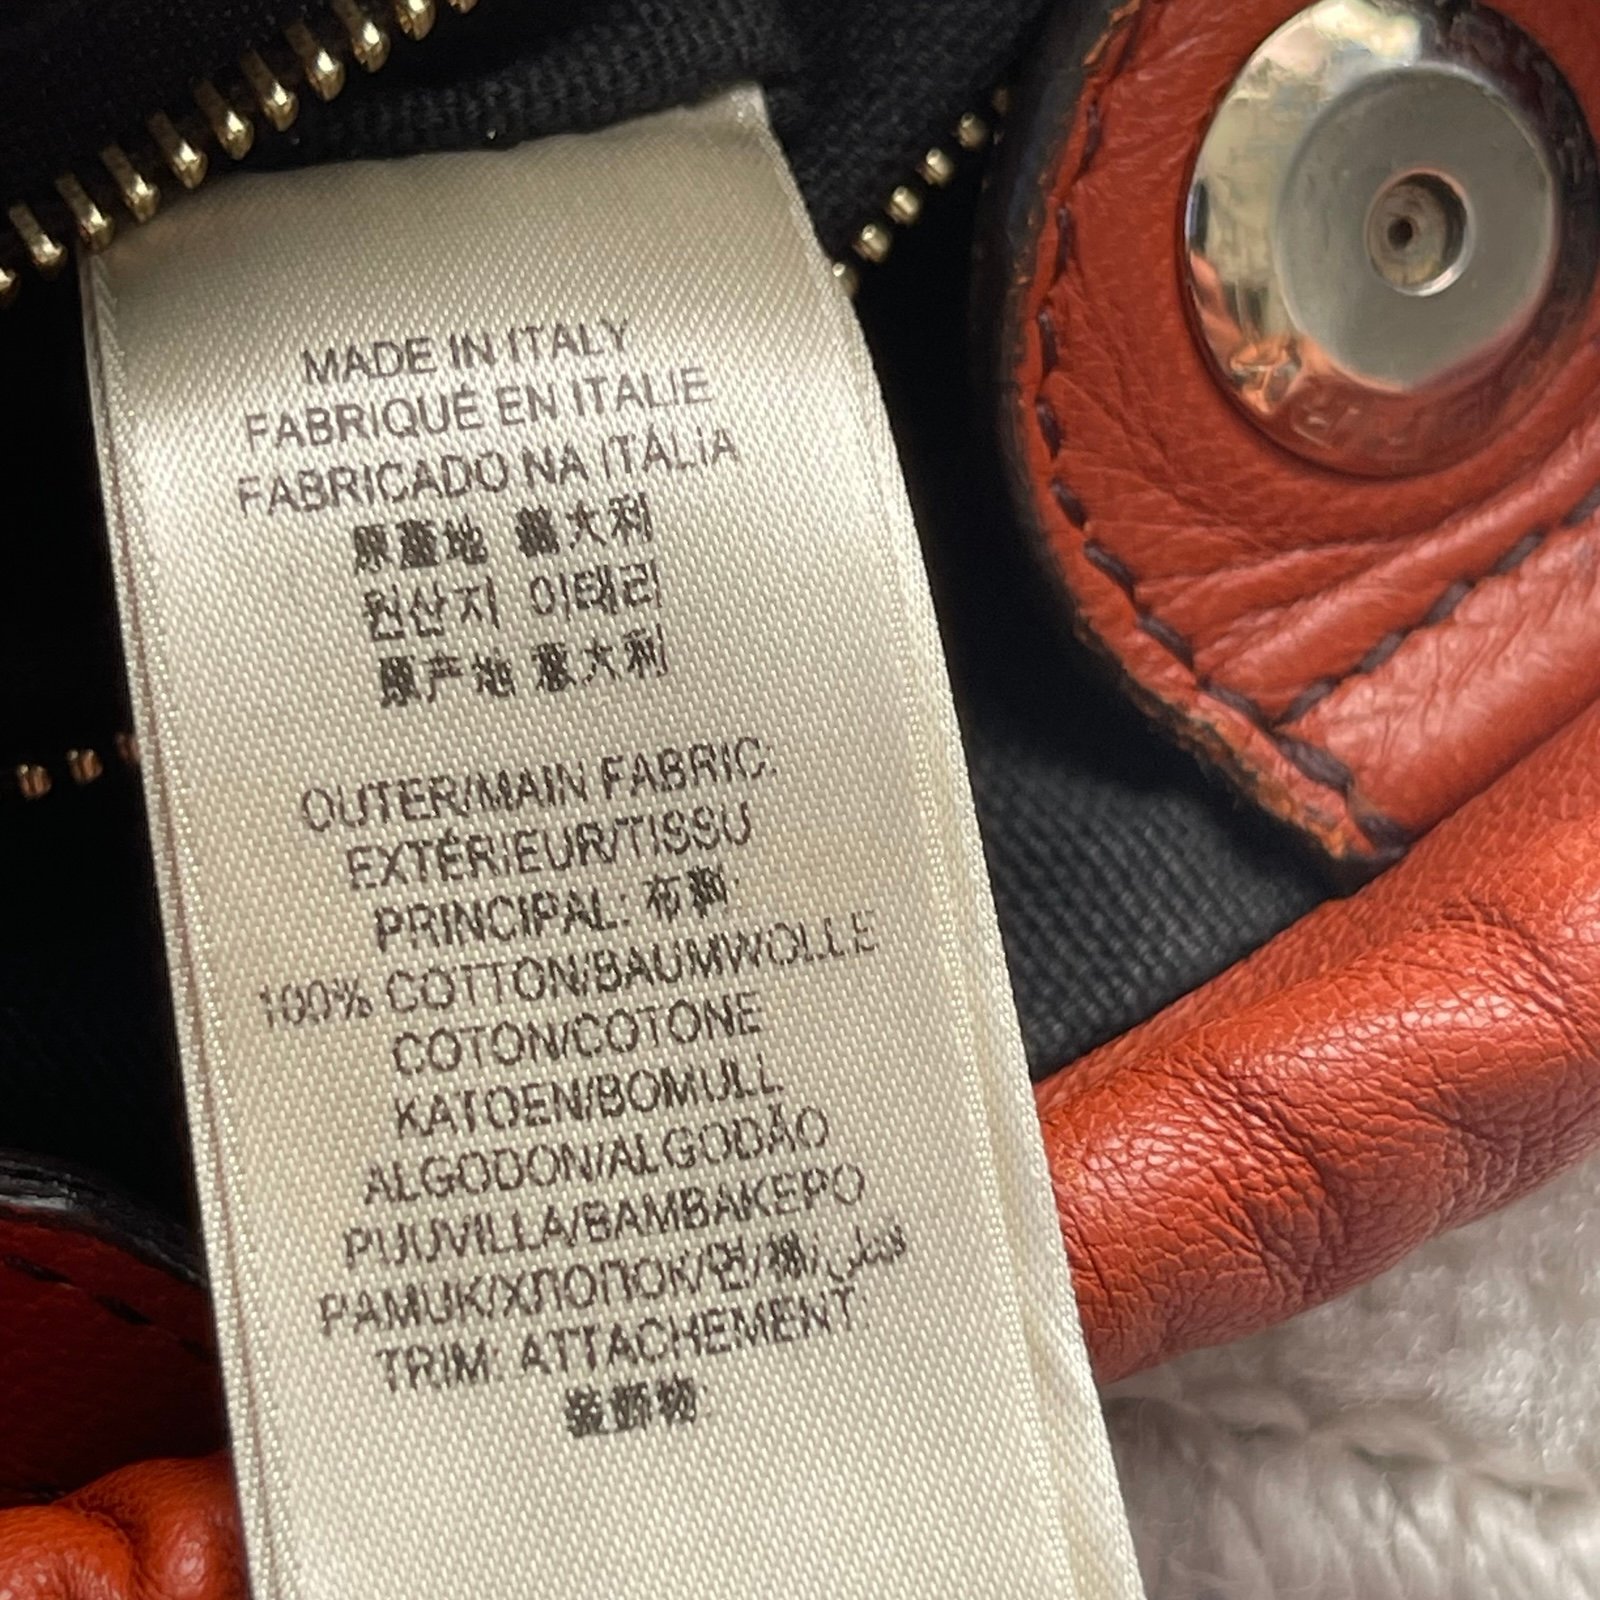 MADE IN ITALY
FABRIQUÉ EN ITALIE
FABRICADO NA ITÁLIA
原產地 義大利
원산지 이태리
原产地 意大利
OUTER/MAIN FABRIC:
EXTÉRIEUR/TISSU
PRINCIPAL: 布料:
100% COTTON/BAUMWOLLE
COTON/COTONE
KATOEN/BOMULL
ALGODON/ALGODÃO
PUUVILLA/BAMBAKEPO
PAMUK/ХЛОПОК/면/棉/قطن
TRIM: ATTACHEMENT
裝飾物: